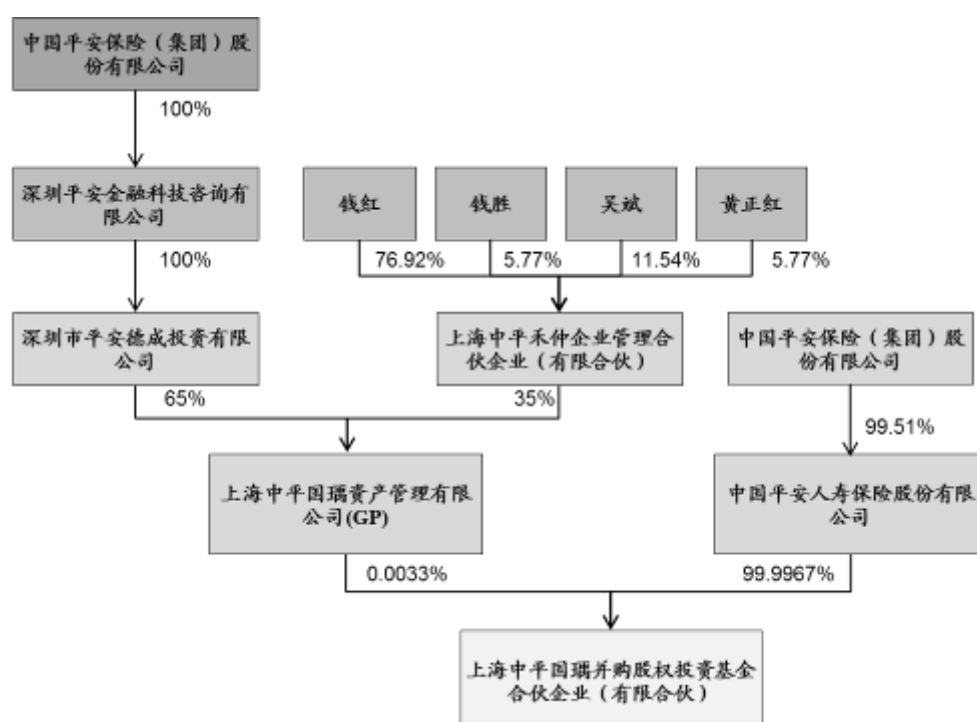 中国平安保险（集团）股
份有限公司
100%
深圳平安金融科技咨询有
限公司
钱红
钱胜
吴斌
黄正红
100%
76.92%
5.77%
11.54%
5.77%
深圳市平安德成投资有限
公司
上海中平禾仲企业管理合
伙企业（有限合伙）
中国平安保险（集团）股
份有限公司
65%
35%
99.51%
上海中平国瑀资产管理有限
公司(GP)
中国平安人寿保险股份有限
公司
0.0033%
99.9967%
上海中平国瑀并购股权投资基金
合伙企业（有限合伙）